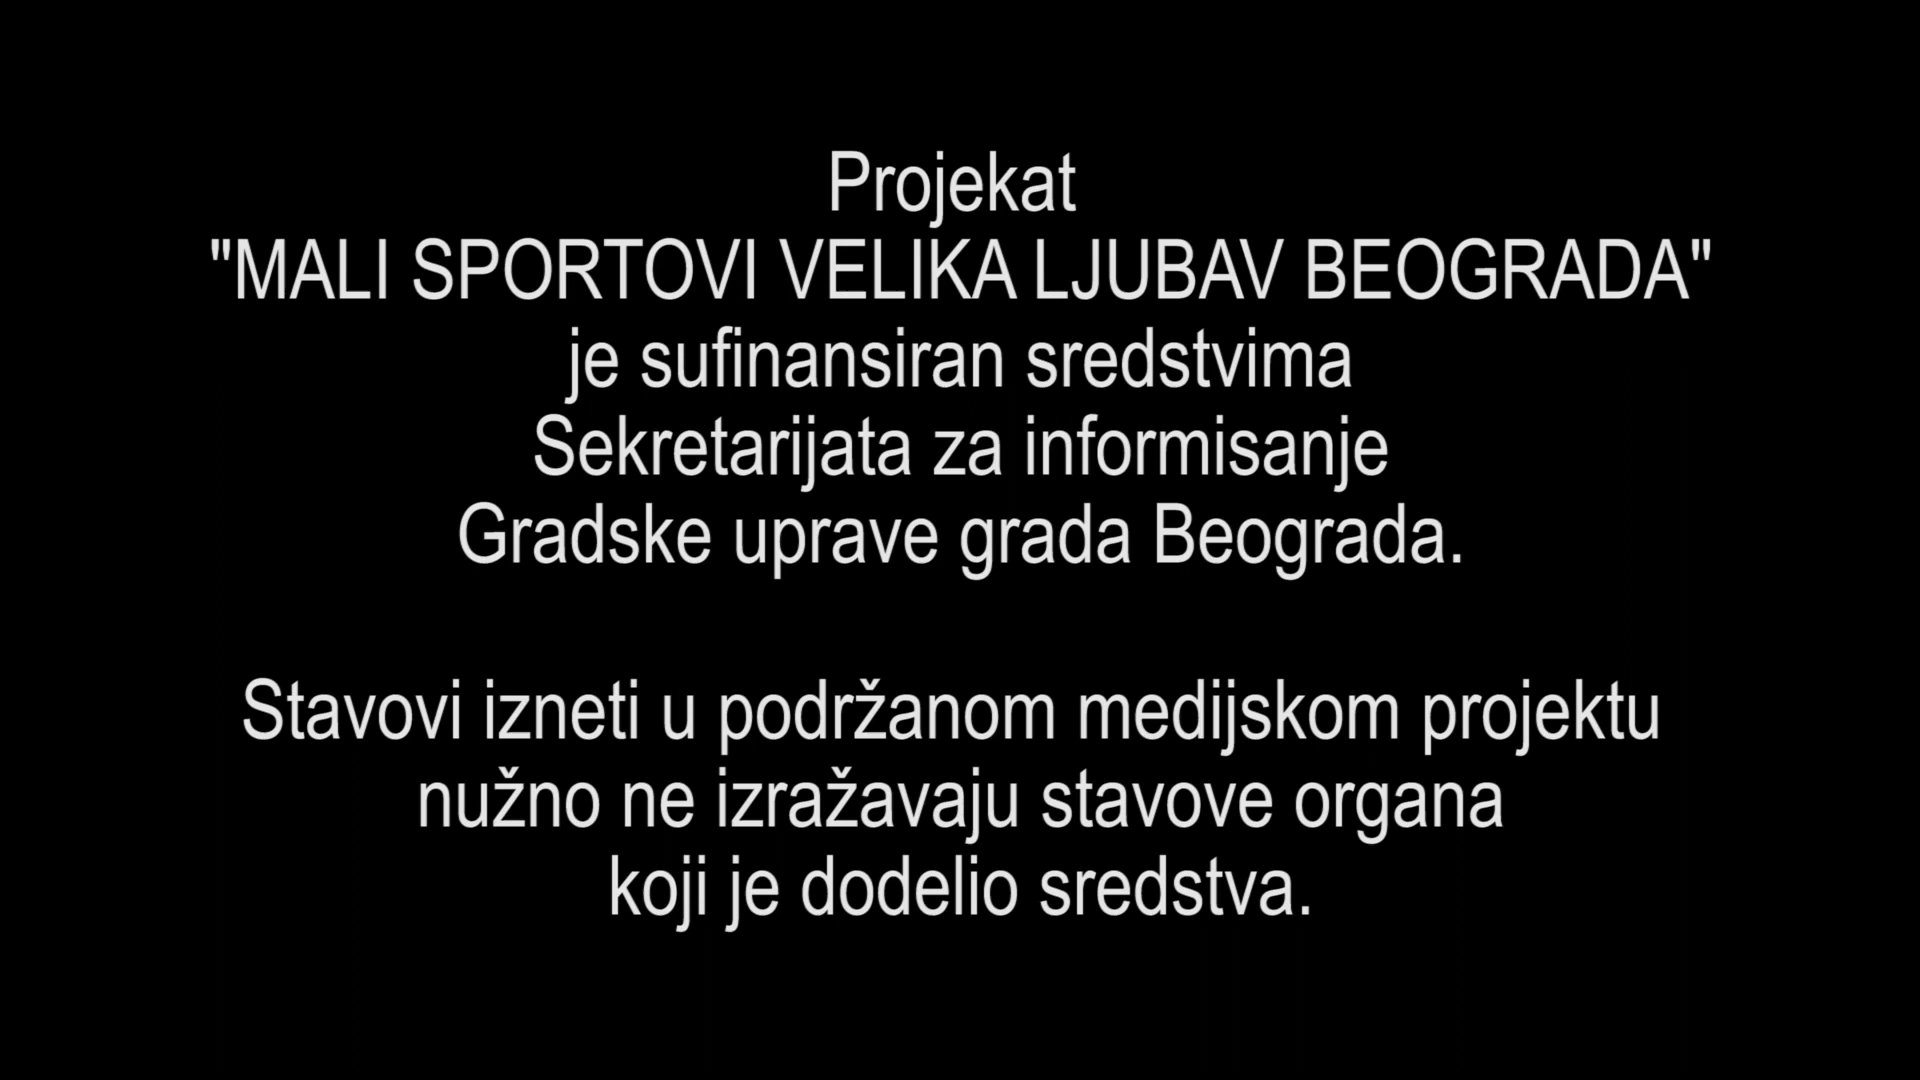 Projekat
"MALI SPORTOVI VELIKA LJUBAV BEOGRADA"
je sufinansiran sredstvima
Sekretarijata za informisanje
Gradske uprave grada Beograda.
Stavovi izneti u podržanom medijskom projektu
nužno ne izražavaju stavove organa
koji je dodelio sredstva.